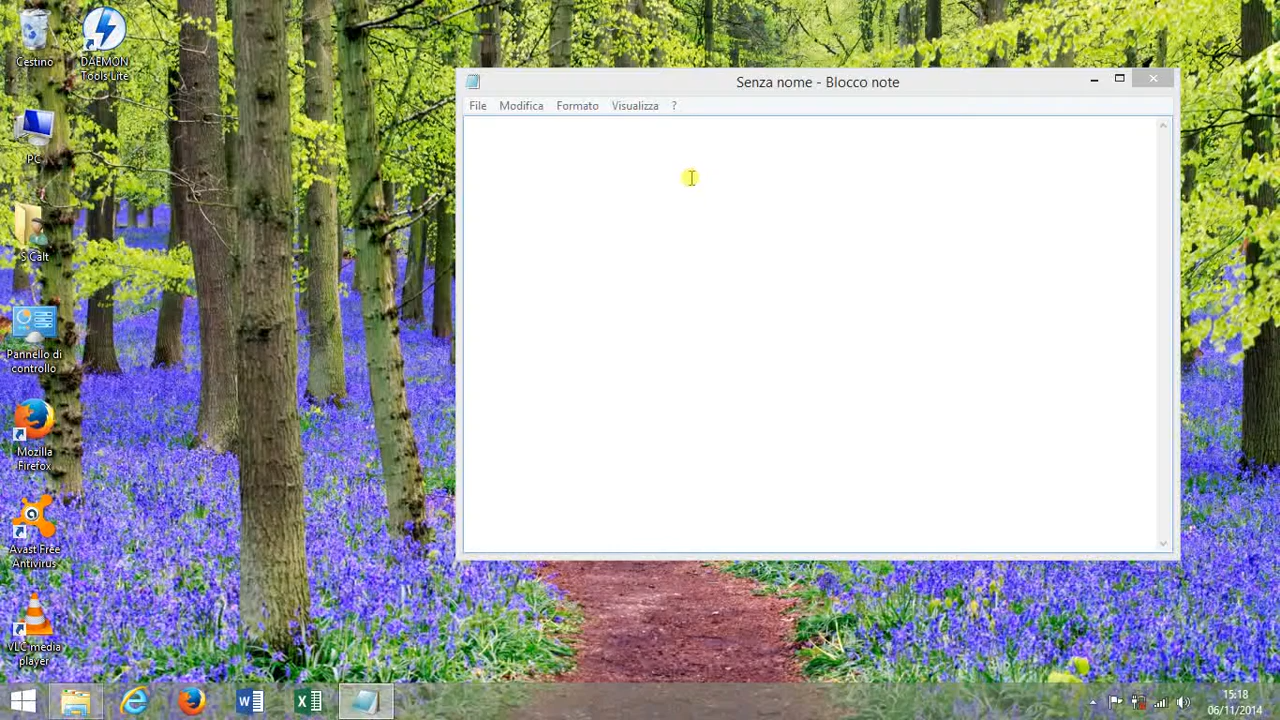 Cestino
DAEMON
Tools Lite
PC
S Calt
Pannello di
controllo
Mozilla
Firefox
Avast Free
Antivirus
VLC media
player
Senza nome - Blocco note
File Modifica Formato Visualizza ?
15:18
06/11/2014